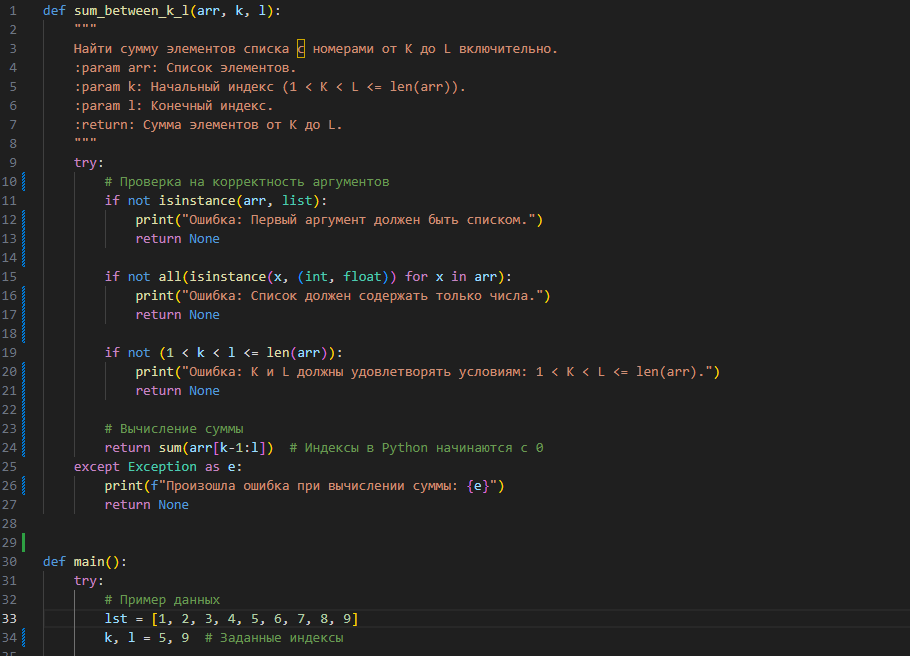 1 def sum_between_k_l(arr, k, l):
2 """
3 Найти сумму элементов списка с номерами от K до L включительно.
4 :param arr: Список элементов.
5 :param k: Начальный индекс (1 < K < L <= len(arr)).
6 :param l: Конечный индекс.
7 :return: Сумма элементов от K до L.
8 """
9 try:
10 # Проверка на корректность аргументов
11 if not isinstance(arr, list):
12 print("Ошибка: Первый аргумент должен быть списком.")
13 return None
14
15 if not all(isinstance(x, (int, float)) for x in arr):
16 print("Ошибка: Список должен содержать только числа.")
17 return None
18
19 if not (1 < k < l <= len(arr)):
20 print("Ошибка: K и L должны удовлетворять условиям: 1 < K < L <= len(arr).")
21 return None
22
23 # Вычисление суммы
24 return sum(arr[k-1:l])  # Индексы в Python начинаются с 0
25 except Exception as e:
26 print(f"Произошла ошибка при вычислении суммы: {e}")
27 return None
28
29
30 def main():
31 try:
32 # Пример данных
33 lst = [1, 2, 3, 4, 5, 6, 7, 8, 9]
34 k, l = 5, 9  # Заданные индексы